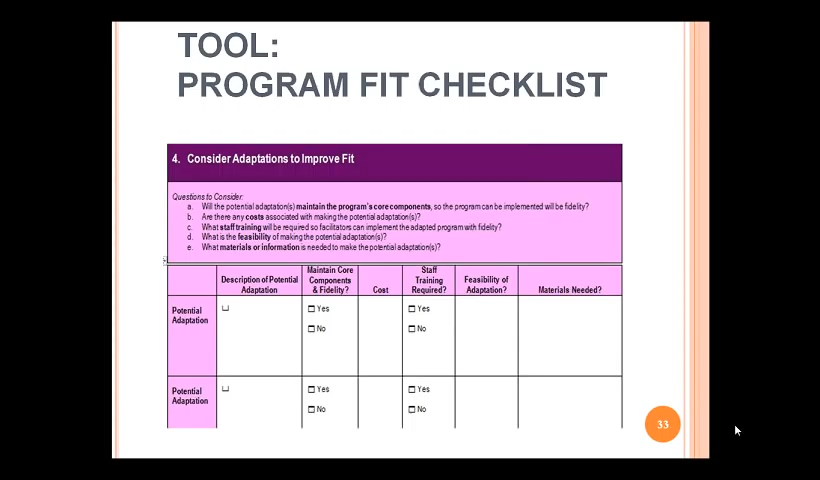 TOOL:
PROGRAM FIT CHECKLIST
4. Consider Adaptations to Improve Fit
Questions to Consider:
a. Will the potential adaptation(s) maintain the program's core components, so the program can be implemented will be fidelity?
b. Are there any costs associated with making the potential adaptation(s)?
c. What staff training will be required so facilitators can implement the adapted program with fidelity?
d. What is the feasibility of making the potential adaptation(s)?
e. What materials or information is needed to make the potential adaptation(s)?
Description of Potential
Adaptation
Maintain Core
Components
& Fidelity?
Cost
Staff
Training
Required?
Feasibility of
Adaptation?
Materials Needed?
Potential
Adaptation
Yes
No
Yes
No
Potential
Adaptation
Yes
No
Yes
No
33